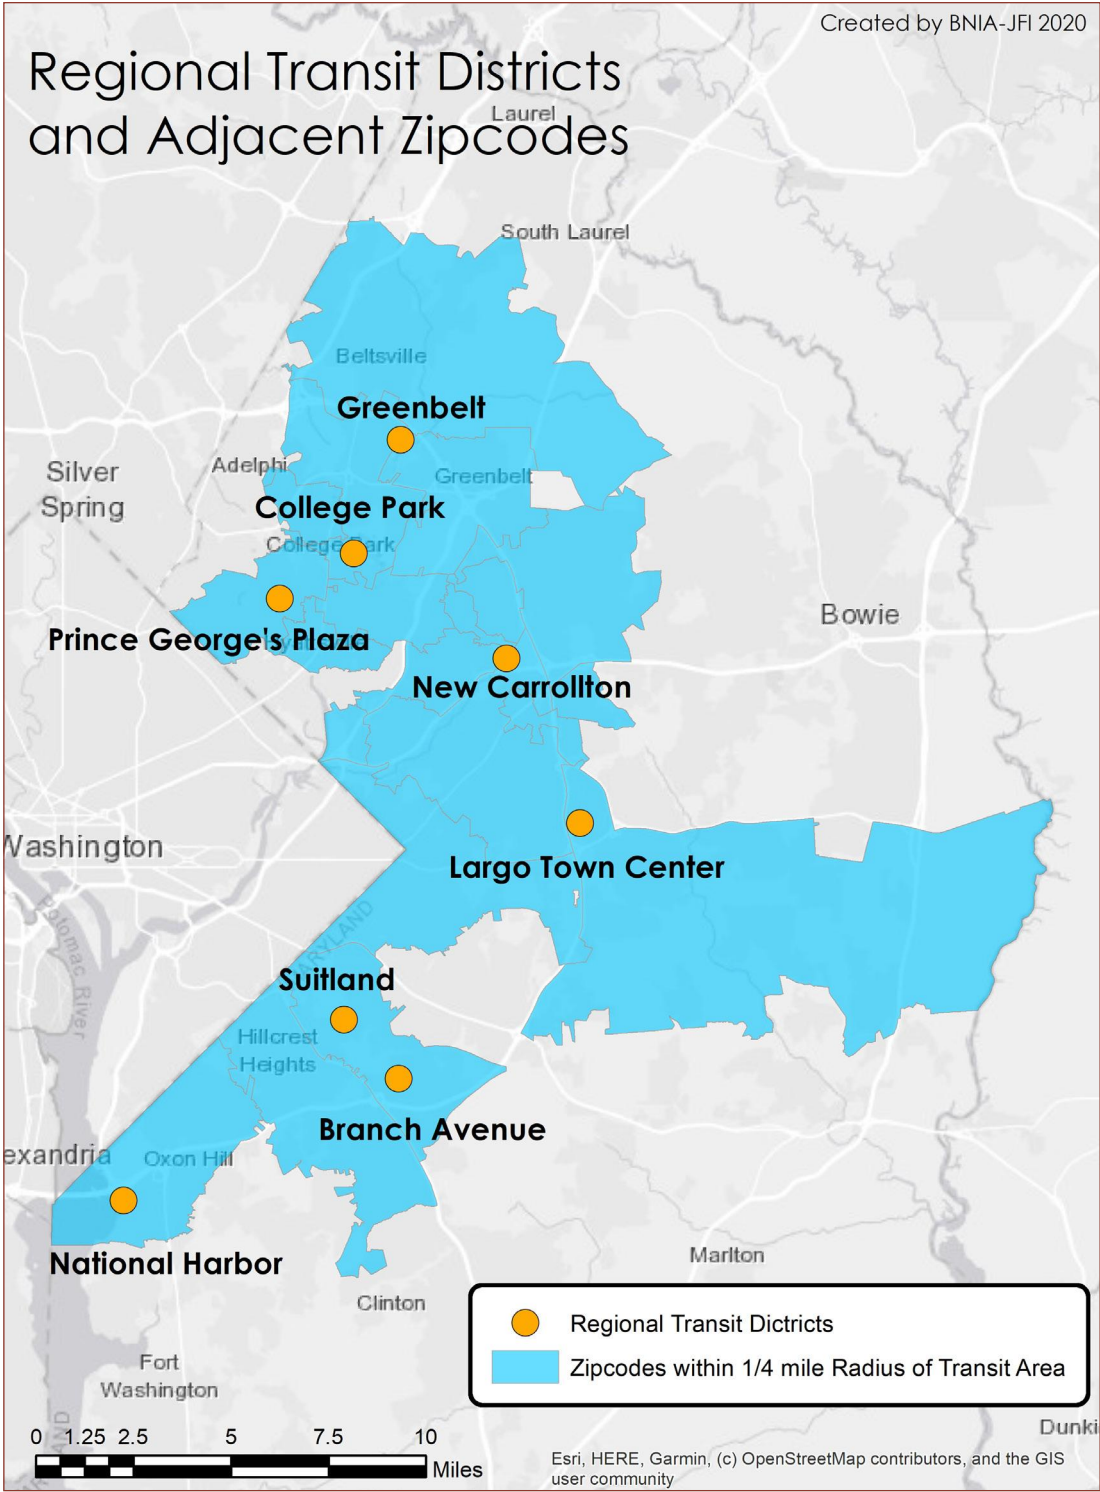 Created by BNIA-JFI 2020
Regional Transit Districts
and Adjacent Zipcodes
Laurel
South Laurel
Beltsville
Greenbelt
Silver
Spring
Adelphi
Greenbelt
College Park
College Park
Bowie
Prince George's Plaza
New Carrollton
Washington
Largo Town Center
Potomac River
MARYLAND
Suitland
Hillcrest
Heights
Branch Avenue
exandria
Oxon Hill
National Harbor
Marlton
Clinton
Regional Transit Dictricts
Zipcodes within 1/4 mile Radius of Transit Area
Fort
Washington
Dunki
0 1.25 2.5 5 7.5 10
Miles
Esri, HERE, Garmin, (c) OpenStreetMap contributors, and the GIS
user community